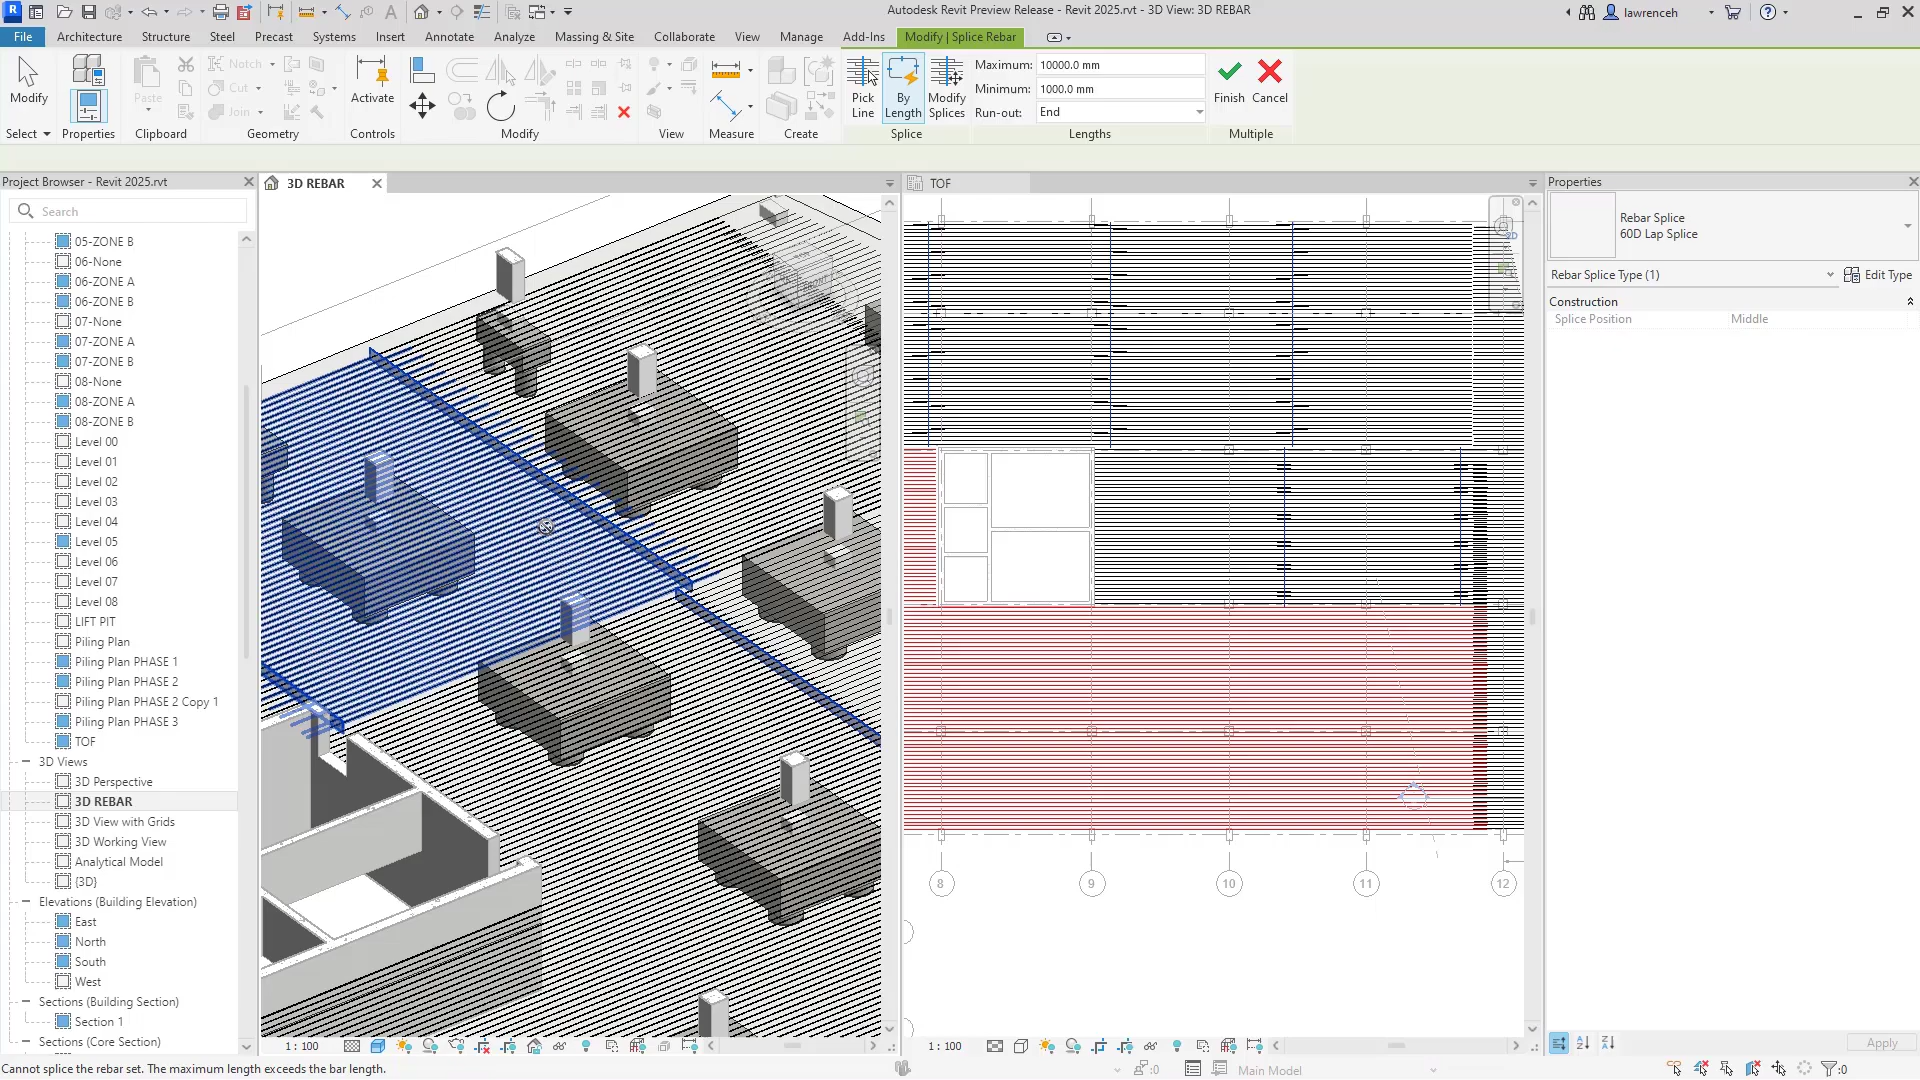 R
Autodesk Revit Preview Release - Revit 2025.rvt - 3D View: 3D REBAR
lawrenceh
File
Architecture
Structure
Steel
Precast
Systems
Insert
Annotate
Analyze
Massing & Site
Collaborate
View
Manage
Add-Ins
Modify | Splice Rebar
Modify
Select
Properties
Paste
Clipboard
Notch
Cut
Join
Geometry
Activate
Controls
Modify
View
Measure
Create
Pick Line
By Length
Modify Splices
Splice
Maximum: 10000.0 mm
Minimum: 1000.0 mm
Run-out: End
Lengths
Finish
Cancel
Multiple
Project Browser - Revit 2025.rvt
Search
05-ZONE B
06-None
06-ZONE A
06-ZONE B
07-None
07-ZONE A
07-ZONE B
08-None
08-ZONE A
08-ZONE B
Level 00
Level 01
Level 02
Level 03
Level 04
Level 05
Level 06
Level 07
Level 08
LIFT PIT
Piling Plan
Piling Plan PHASE 1
Piling Plan PHASE 2
Piling Plan PHASE 2 Copy 1
Piling Plan PHASE 3
TOF
3D Views
3D Perspective
3D REBAR
3D View with Grids
3D Working View
Analytical Model
{3D}
Elevations (Building Elevation)
East
North
South
West
Sections (Building Section)
Section 1
Sections (Core Section)
3D REBAR
1 : 100
TOF
8
9
10
11
12
1 : 100
Properties
Rebar Splice
60D Lap Splice
Rebar Splice Type (1)
Edit Type
Construction
Splice Position Middle
Apply
Cannot splice the rebar set. The maximum length exceeds the bar length.
:0
Main Model
:0